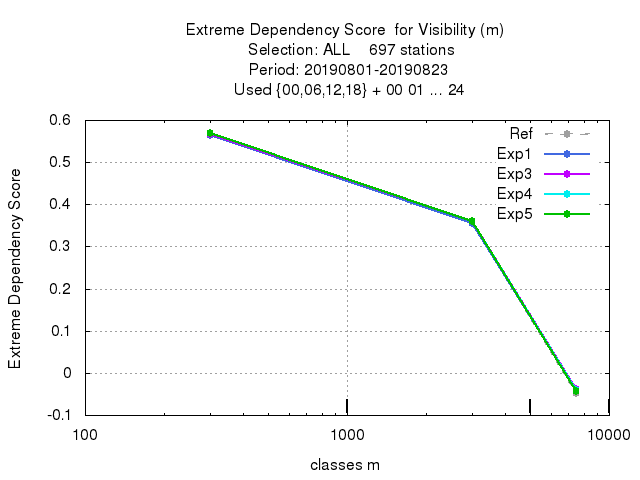 Extreme Dependency Score  for Visibility (m)
Selection: ALL    697 stations
Period: 20190801-20190823
Used {00,06,12,18} + 00 01 ... 24
0.6
0.5
0.4
0.3
0.2
0.1
0
-0.1
Extreme Dependency Score
Ref
Exp1
Exp3
Exp4
Exp5
100
1000
10000
classes m